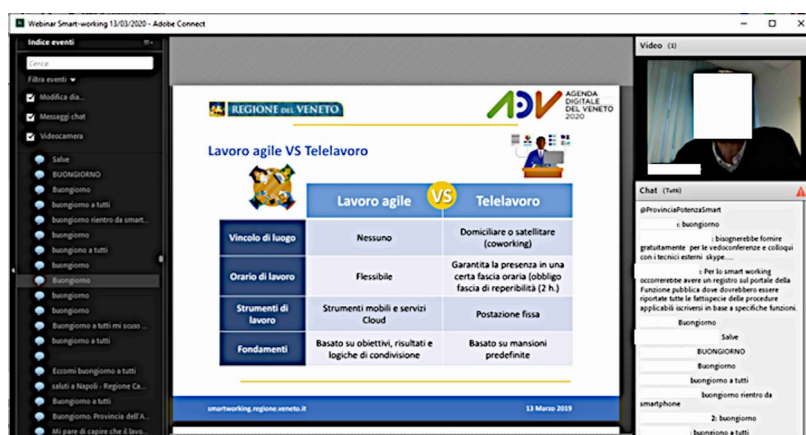 Webinar Smart-working 13/03/2020 - Adobe Connect
Indice eventi
Cerca
Filtra eventi
Modifica dia...
Messaggi chat
Videocamera
Salve
BUONGIORNO
Buongiorno
buongiorno a tutti
buongiorno rientro da smart...
buongiorno
buongiono a tutti
buongiorno
Buongiorno
buongiorno
buongiorno
Buongiorno a tutti mi scuso ...
buongiorno a tutti
Eccomi buongiorno a tutti
saluti a Napoli - Regione Ca...
Buongiorno a tutti
Buongiorno. Provincia dell'A...
Mi pare di capire che il lavo...
REGIONE DEL VENETO
ADV
AGENDA
DIGITALE
DEL VENETO
2020
Lavoro agile VS Telelavoro
Lavoro agile
VS
Telelavoro
Vincolo di luogo
Nessuno
Domiciliare o satellitare
(coworking)
Orario di lavoro
Flessibile
Garantita la presenza in una
certa fascia oraria (obbligo
fascia di reperibilità (2 h.)
Strumenti di
lavoro
Strumenti mobili e servizi
Cloud
Postazione fissa
Fondamenti
Basato su obiettivi, risultati e
logiche di condivisione
Basato su mansioni
predefinite
smartworking.regione.veneto.it
13 Marzo 2019
Video (1)
Chat (Tutti)
@ProvinciaPotenzaSmart
: buongiorno
: bisognerebbe fornire
gratuitamente per le vedoconferenze e colloqui
con i tecnici esterni skype....
: Per lo smart working
occorrerebbe avere un registro sul portale della
Funzione pubblica dove dovrebbero essere
riportate tutte le fattispecie delle procedure
applicabili iscriversi in base a specifiche funzioni.
Buongiorno
Salve
BUONGIORNO
Buongiorno
buongiorno a tutti
buongiorno rientro da
smartphone
2: buongiorno
buongiono a tutti